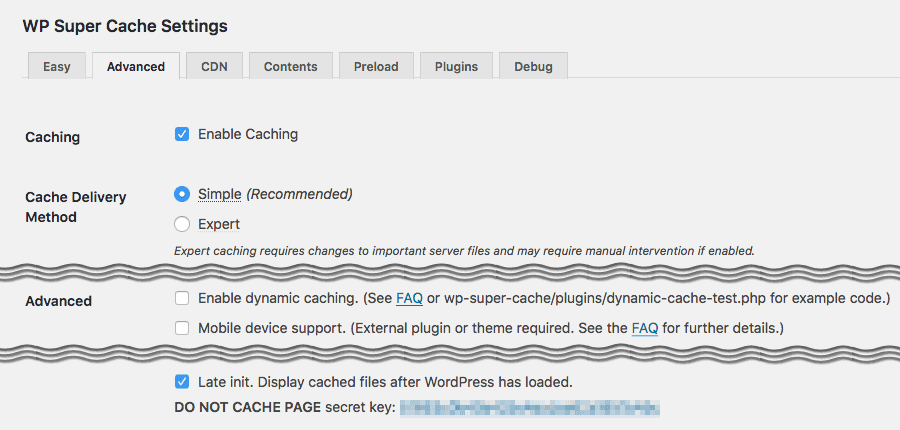 WP Super Cache Settings
Easy
Advanced
CDN
Contents
Preload
Plugins
Debug
Caching
Enable Caching
Cache Delivery
Method
Simple (Recommended)
Expert
Expert caching requires changes to important server files and may require manual intervention if enabled.
Advanced
Enable dynamic caching. (See FAQ or wp-super-cache/plugins/dynamic-cache-test.php for example code.)
Mobile device support. (External plugin or theme required. See the FAQ for further details.)
Late init. Display cached files after WordPress has loaded.
DO NOT CACHE PAGE secret key: